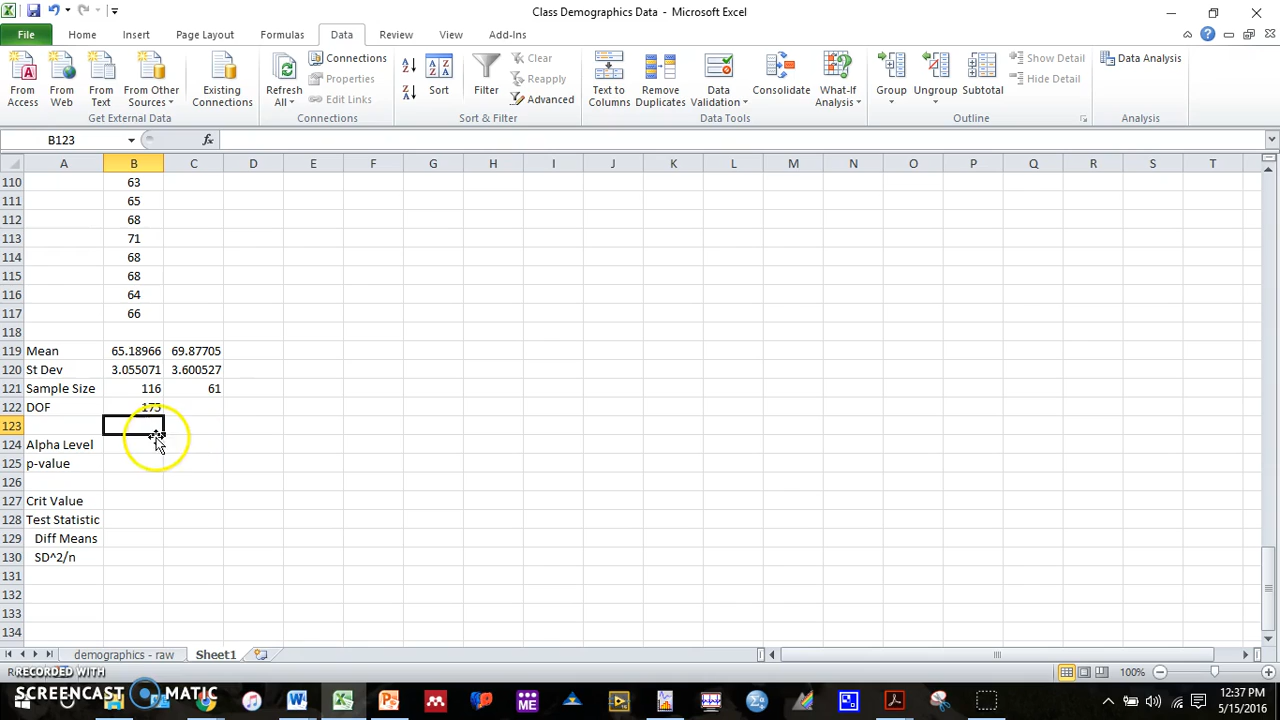 Class Demographics Data - Microsoft Excel
File Home Insert Page Layout Formulas Data Review View Add-Ins
From Access
From Web
From Text
From Other Sources
Existing Connections
Get External Data
Refresh All
Connections
Properties
Edit Links
Connections
Sort
Filter
Clear
Reapply
Advanced
Sort & Filter
Text to Columns
Remove Duplicates
Data Validation
Consolidate
What-If Analysis
Data Tools
Group
Ungroup
Subtotal
Show Detail
Hide Detail
Outline
Data Analysis
Analysis
B123 fx
A B C D E F G H I J K L M N O P Q R S T
110 63
111 65
112 68
113 71
114 68
115 68
116 64
117 66
118
119 Mean 65.18966 69.87705
120 St Dev 3.055071 3.600527
121 Sample Size 116 61
122 DOF 175
123
124 Alpha Level
125 p-value
126
127 Crit Value
128 Test Statistic
129 Diff Means
130 SD^2/n
131
132
133
134
demographics - raw Sheet1
100%
RECORDED WITH
SCREENCAST MATIC
12:37 PM
5/15/2016